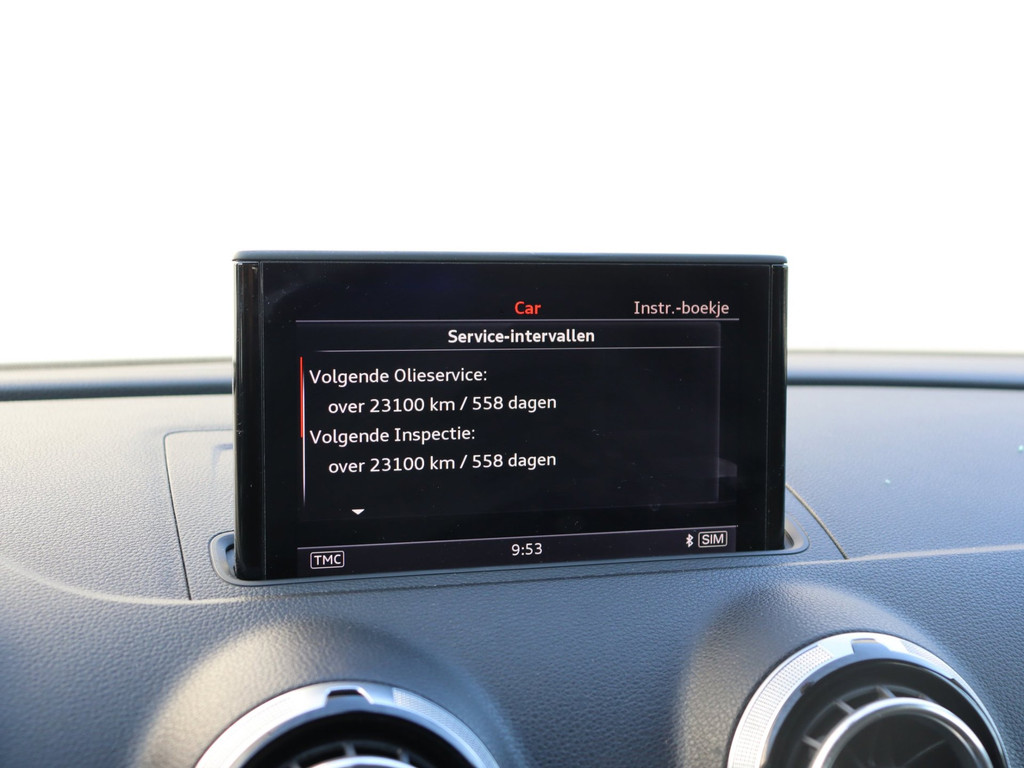 Car Instr.-boekje
Service-intervallen
Volgende Olieservice:
over 23100 km / 558 dagen
Volgende Inspectie:
over 23100 km / 558 dagen
TMC 9:53 SIM